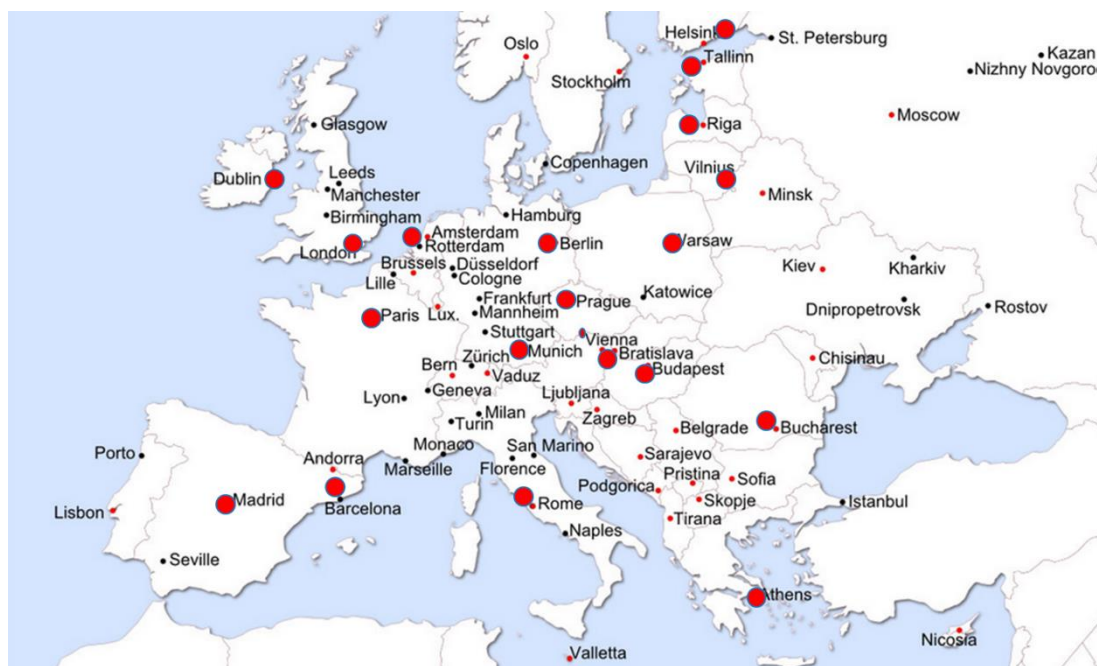 Oslo
Helsink
St. Petersburg
Kazan
Tallinn
Nizhny Novgoro
Stockholm
Moscow
Glasgow
Riga
Copenhagen
Vilnius
Leeds
Dublin
Manchester
Minsk
Birmingham
Hamburg
Amsterdam
London
Rotterdam
Berlin
Warsaw
Brussels
Düsseldorf
Kiev
Kharkiv
Lille
Cologne
Frankfurt
Prague
Katowice
Dnipropetrovsk
Rostov
Paris
Lux.
Mannheim
Stuttgart
Vienna
Zürich
Munich
Bratislava
Chisinau
Bern
Vaduz
Budapest
Lyon
Geneva
Ljubljana
Milan
Zagreb
Turin
Belgrade
Bucharest
Porto
Monaco
San Marino
Andorra
Marseille
Florence
Sarajevo
Pristina
Sofia
Podgorica
Madrid
Barcelona
Rome
Skopje
Istanbul
Lisbon
Tirana
Naples
Seville
Athens
Nicosia
Valletta